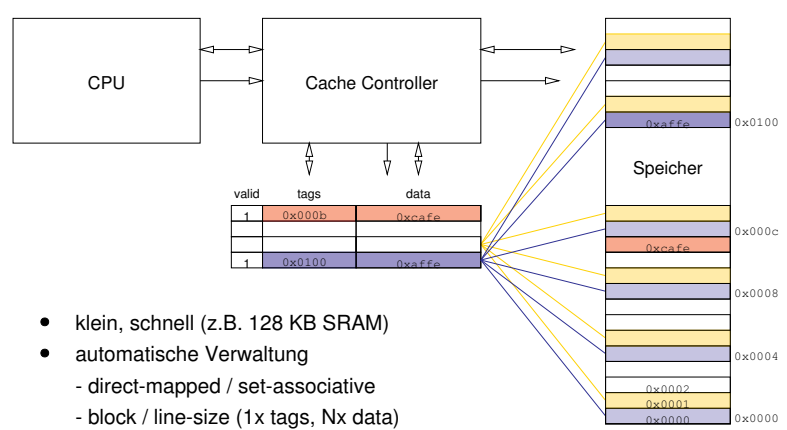 CPU
Cache Controller
0xaffe
0x0100
Speicher
valid
tags
data
1
0x000b
0xcafe
0x000c
0xcafe
1
0x0100
0xaffe
0x0008
• klein, schnell (z.B. 128 KB SRAM)
• automatische Verwaltung
- direct-mapped / set-associative
- block / line-size (1x tags, Nx data)
0x0004
0x0002
0x0001
0x0000
0x0000